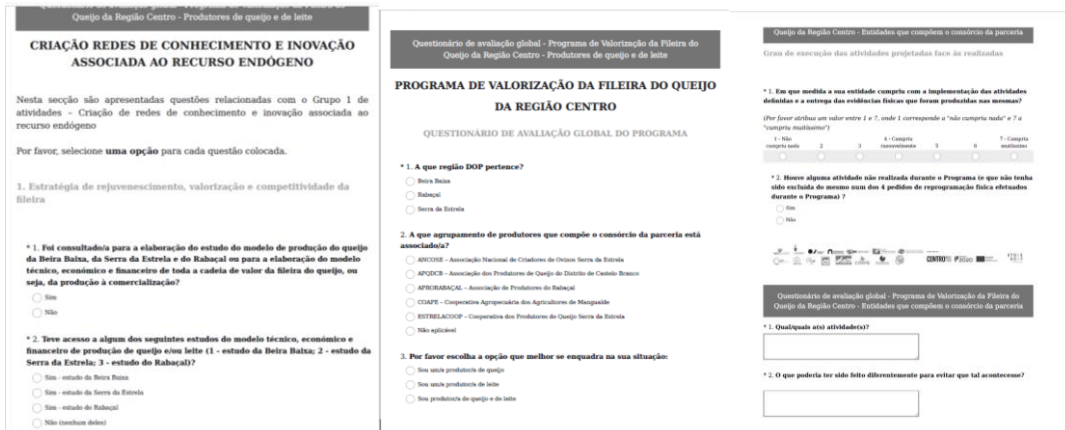 Questionário de avaliação global - Programa de Valorização da Fileira do
Queijo da Região Centro - Produtores de queijo e de leite
CRIAÇÃO REDES DE CONHECIMENTO E INOVAÇÃO
ASSOCIADA AO RECURSO ENDÓGENO
Nesta secção são apresentadas questões relacionadas com o Grupo 1 de
atividades – Criação de redes de conhecimento e inovação associada ao
recurso endógeno
Por favor, selecione uma opção para cada questão colocada.
1. Estratégia de rejuvenescimento, valorização e competitividade da
fileira
* 1. Foi consultado/a para a elaboração do estudo do modelo de produção do queijo
da Beira Baixa, da Serra da Estrela e do Rabaçal ou para a elaboração do modelo
técnico, económico e financeiro de toda a cadeia de valor da fileira do queijo, ou
seja, da produção à comercialização?
Sim
Não
* 2. Teve acesso a algum dos seguintes estudos do modelo técnico, económico e
financeiro de produção de queijo e/ou leite (1 - estudo da Beira Baixa; 2 - estudo da
Serra da Estrela; 3 - estudo do Rabaçal)?
Sim - estudo da Beira Baixa
Sim - estudo da Serra da Estrela
Sim - estudo do Rabaçal
Não (nenhum deles)
Questionário de avaliação global - Programa de Valorização da Fileira do
Queijo da Região Centro - Produtores de queijo e de leite
PROGRAMA DE VALORIZAÇÃO DA FILEIRA DO QUEIJO
DA REGIÃO CENTRO
QUESTIONÁRIO DE AVALIAÇÃO GLOBAL DO PROGRAMA
* 1. A que região DOP pertence?
Beira Baixa
Rabaçal
Serra da Estrela
2. A que agrupamento de produtores que compõe o consórcio da parceria está
associado/a?
ANCOSE – Associação Nacional de Criadores de Ovinos Serra da Estrela
APQDCB – Associação dos Produtores de Queijo do Distrito de Castelo Branco
APRORABAÇAL – Associação de Produtores do Rabaçal
COAPE – Cooperativa Agropecuária dos Agricultores de Mangualde
ESTRELACOOP – Cooperativa dos Produtores de Queijo Serra da Estrela
Não aplicável
3. Por favor escolha a opção que melhor se enquadra na sua situação:
Sou um/a produtor/a de queijo
Sou um/a produtor/a de leite
Sou produtor/a de queijo e de leite
Queijo da Região Centro - Entidades que compõem o consórcio da parceria
Grau de execução das atividades projetadas face às realizadas
* 1. Em que medida a sua entidade cumpriu com a implementação das atividades
definidas e a entrega das evidências físicas que foram produzidas nas mesmas?
(Por favor atribua um valor entre 1 e 7, onde 1 corresponde a "não cumpriu nada" e 7 a
"cumpriu muitíssimo")
1 - Não cumpriu nada 2 3 4 - Cumpriu razoavelmente 5 6 7 - Cumpriu muitíssimo
* 2. Houve alguma atividade não realizada durante o Programa (e que não tenha
sido excluída do mesmo num dos 4 pedidos de reprogramação física efetuados
durante o Programa) ?
Sim
Não
CENTRO
Questionário de avaliação global - Programa de Valorização da Fileira do
Queijo da Região Centro - Entidades que compõem o consórcio da parceria
* 1. Qual/quais a(s) atividade(s)?
* 2. O que poderia ter sido feito diferentemente para evitar que tal acontecesse?